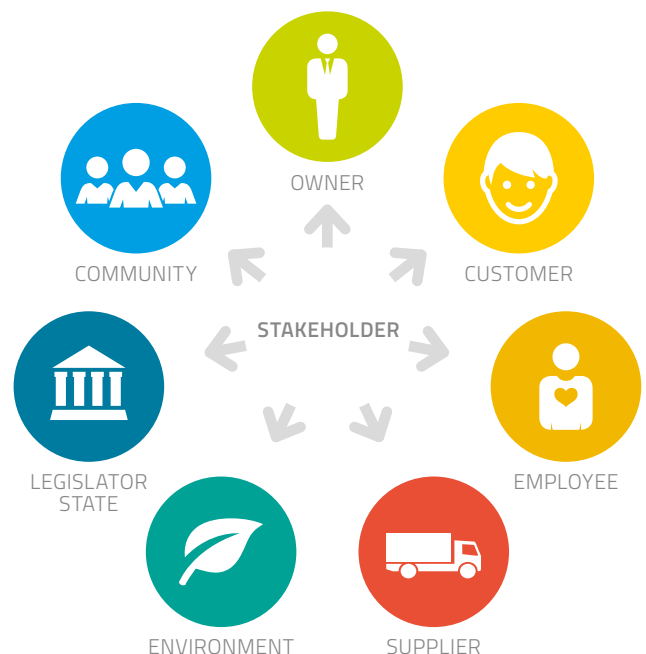 OWNER
COMMUNITY
CUSTOMER
STAKEHOLDER
LEGISLATOR
STATE
EMPLOYEE
ENVIRONMENT
SUPPLIER